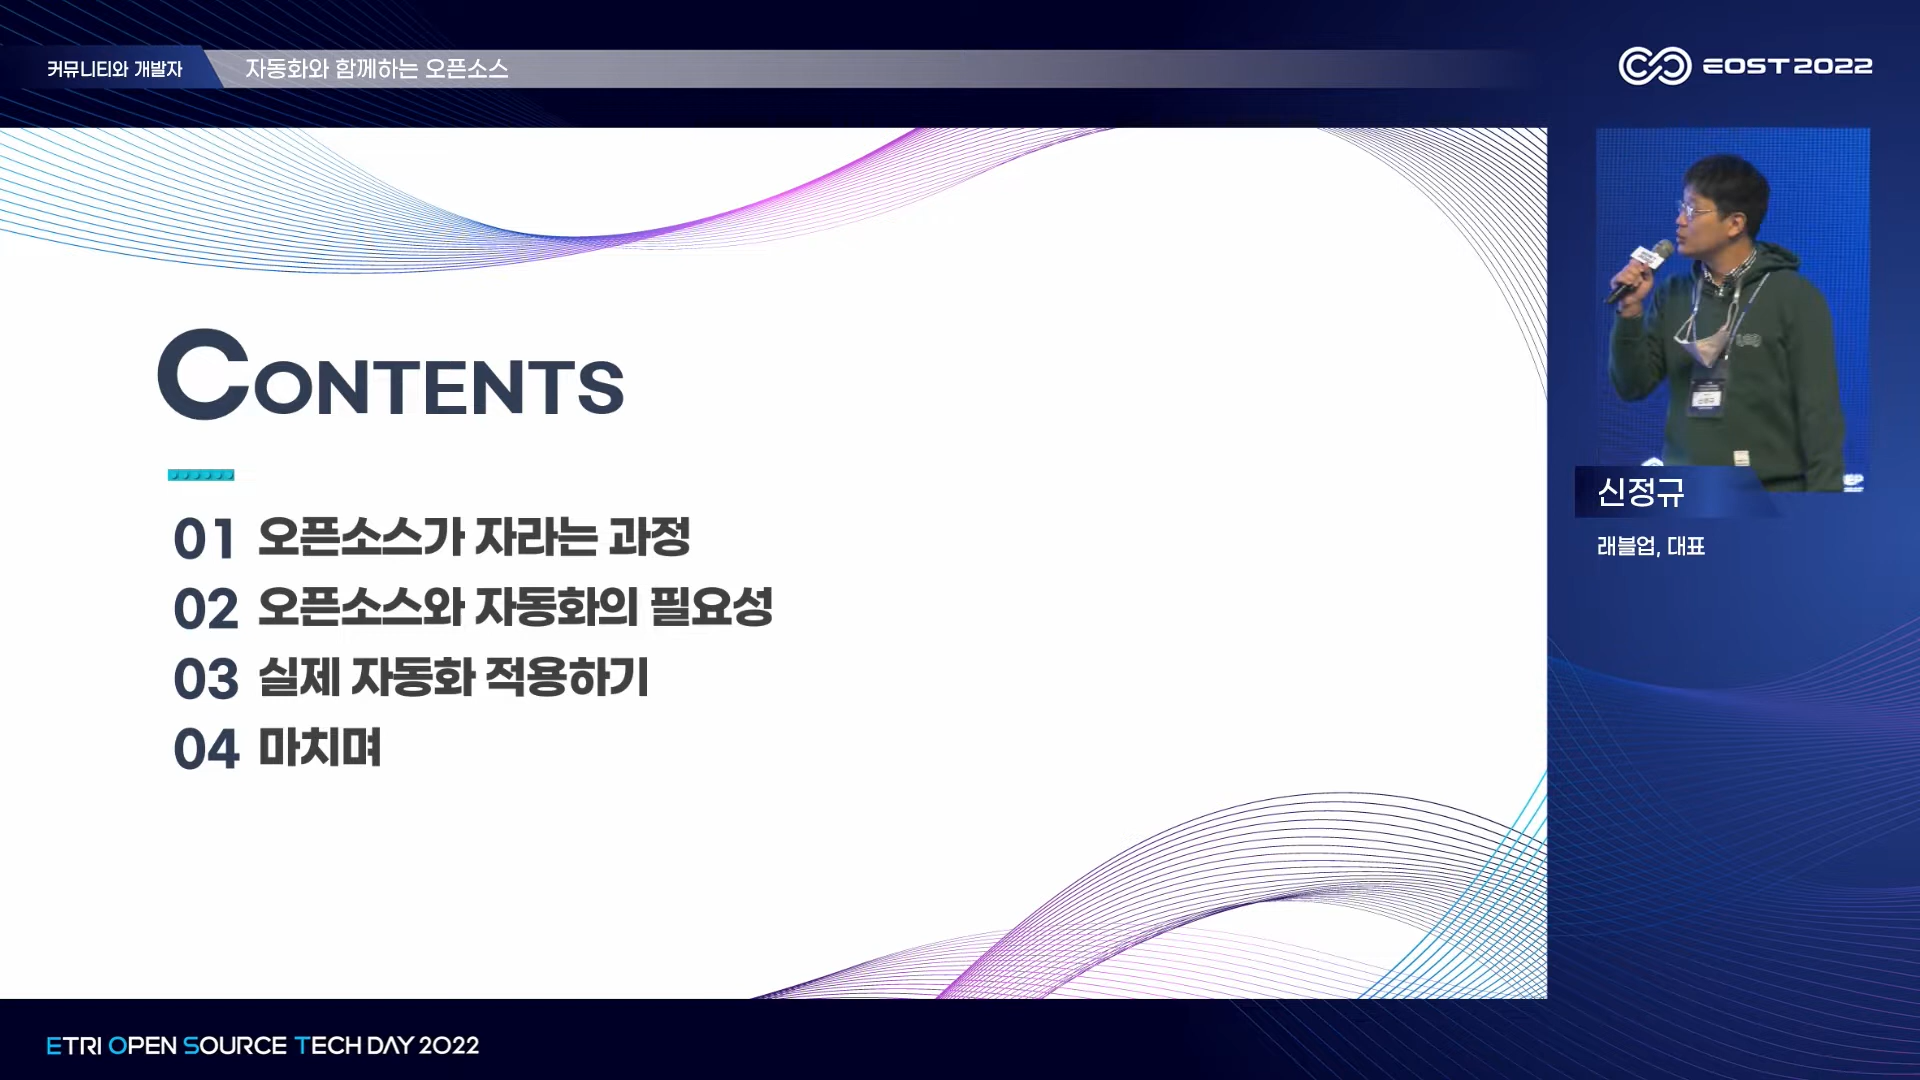 커뮤니티와 개발자
자동화와 함께하는 오픈소스
EOST 2022
CONTENTS
01 오픈소스가 자라는 과정
02 오픈소스와 자동화의 필요성
03 실제 자동화 적용하기
04 마치며
신정규
래블업, 대표
ETRI OPEN SOURCE TECH DAY 2022